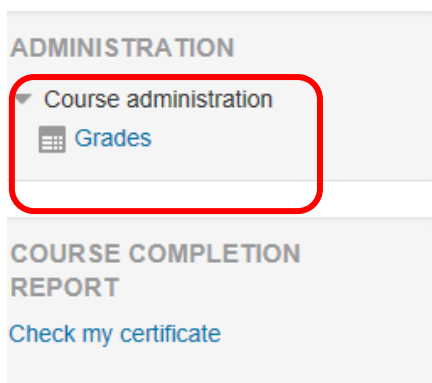 ADMINISTRATION
Course administration
Grades
COURSE COMPLETION
REPORT
Check my certificate